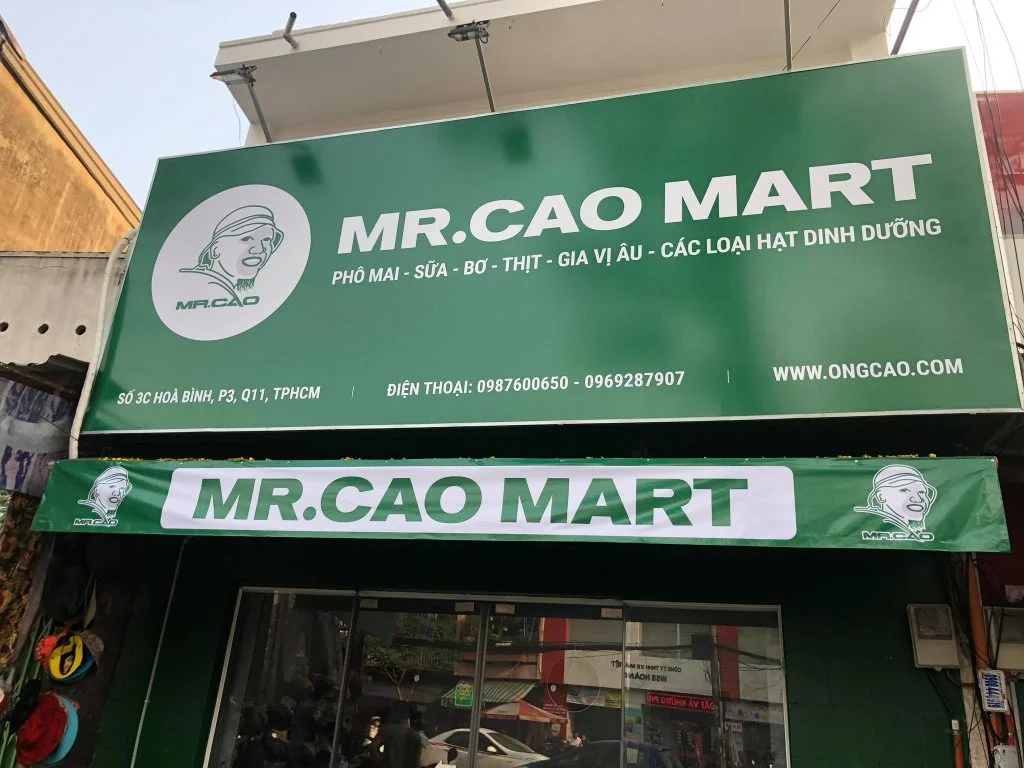 MR.CAO MART
PHÔ MAI - SỮA - BƠ - THỊT - GIA VỊ ÂU - CÁC LOẠI HẠT DINH DƯỠNG
MR.CAO
SỐ 3C HOÀ BÌNH, P3, Q11, TPHCM
ĐIỆN THOẠI: 0987600650 - 0969287907
WWW.ONGCAO.COM
MR.CAO
MR.CAO MART
MR.CAO